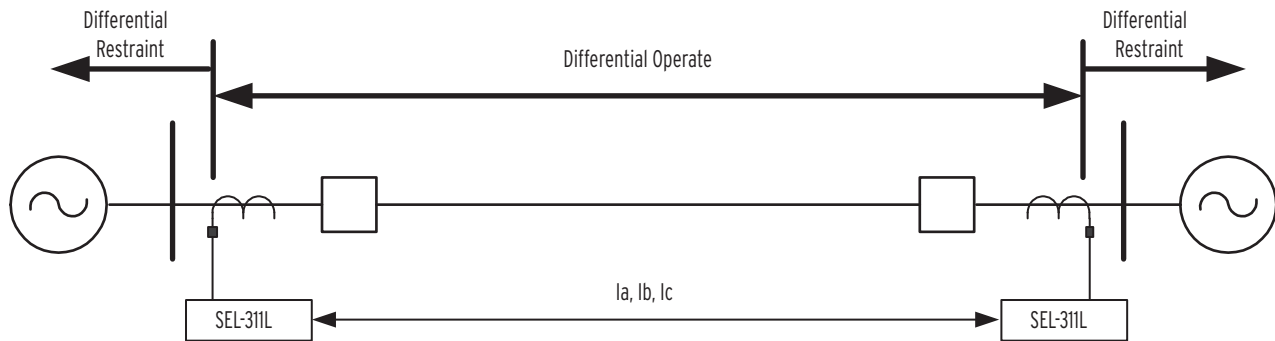 Differential
Restraint
Differential Operate
Differential
Restraint
Ia, Ib, Ic
SEL-311L
SEL-311L